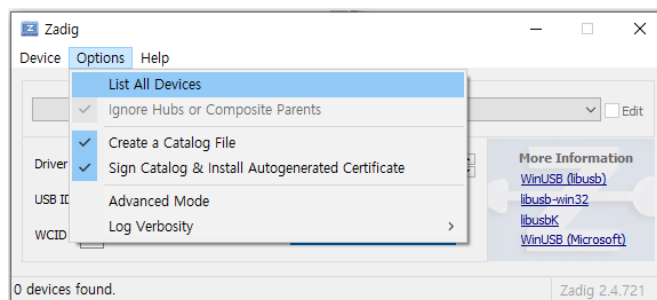 Zadig
Device Options Help
List All Devices
Ignore Hubs or Composite Parents
Edit
Create a Catalog File
Sign Catalog & Install Autogenerated Certificate
Advanced Mode
Log Verbosity
Driver
USB ID
WCID
More Information
WinUSB (libusb)
libusb-win32
libusbK
WinUSB (Microsoft)
0 devices found.
Zadig 2.4.721